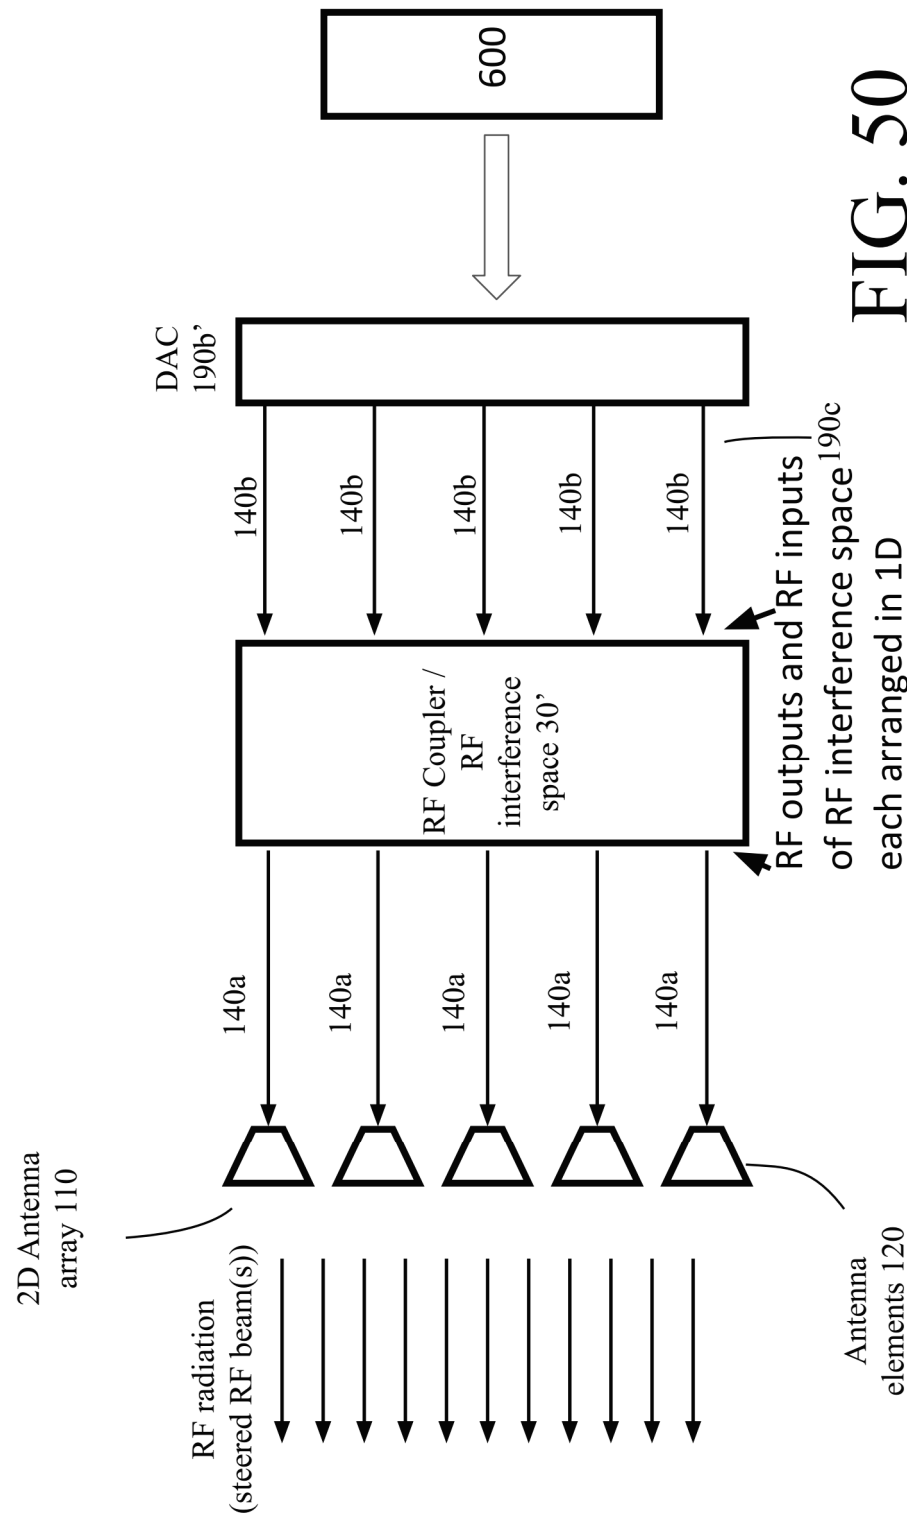 600
DAC
190b’
140b
140b
140b
140b
140b
190c
RF Coupler /
RF
interference
space 30’
RF outputs and RF inputs
of RF interference space
each arranged in 1D
140a
140a
140a
140a
140a
2D Antenna
array 110
RF radiation
(steered RF beam(s))
Antenna
elements 120
FIG. 50